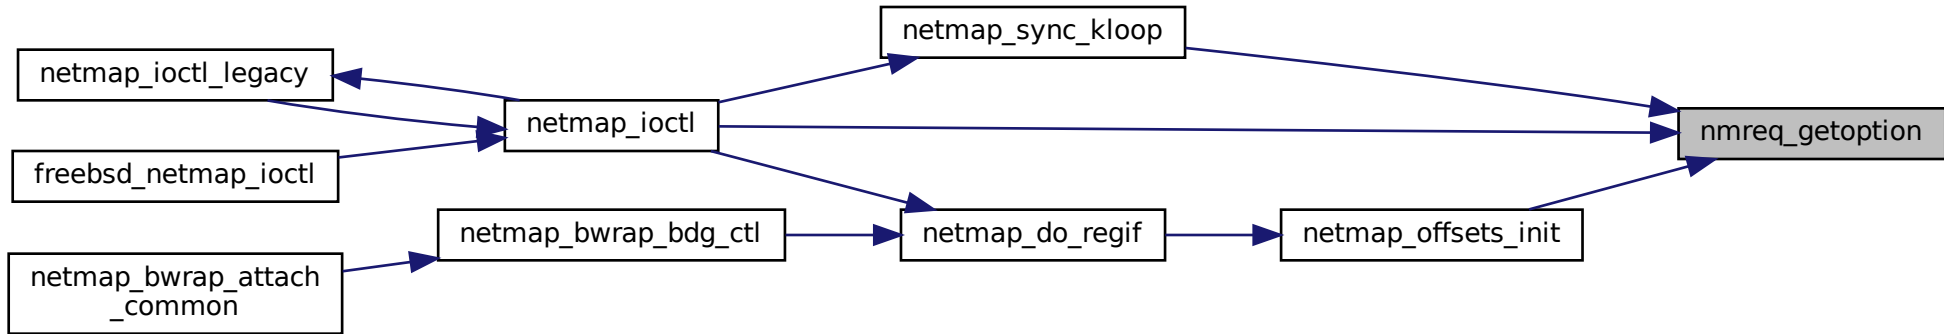 netmap_sync_kloop
netmap_ioctl_legacy
netmap_ioctl
nmreq_getoption
freebsd_netmap_ioctl
netmap_bwrap_bdg_ctl
netmap_do_regif
netmap_offsets_init
netmap_bwrap_attach
_common